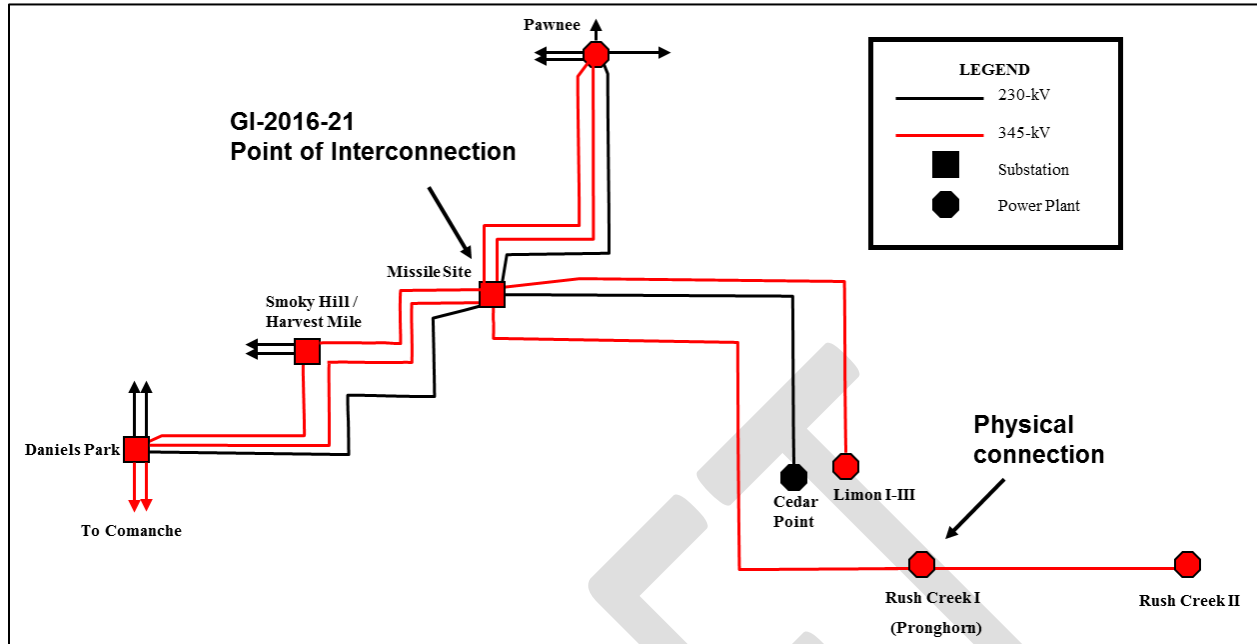 Pawnee
LEGEND
230-kV
345-kV
Substation
Power Plant
GI-2016-21
Point of Interconnection
Missile Site
Smoky Hill /
Harvest Mile
Daniels Park
To Comanche
Physical
connection
Cedar
Point
Limon I-III
Rush Creek I
(Pronghorn)
Rush Creek II